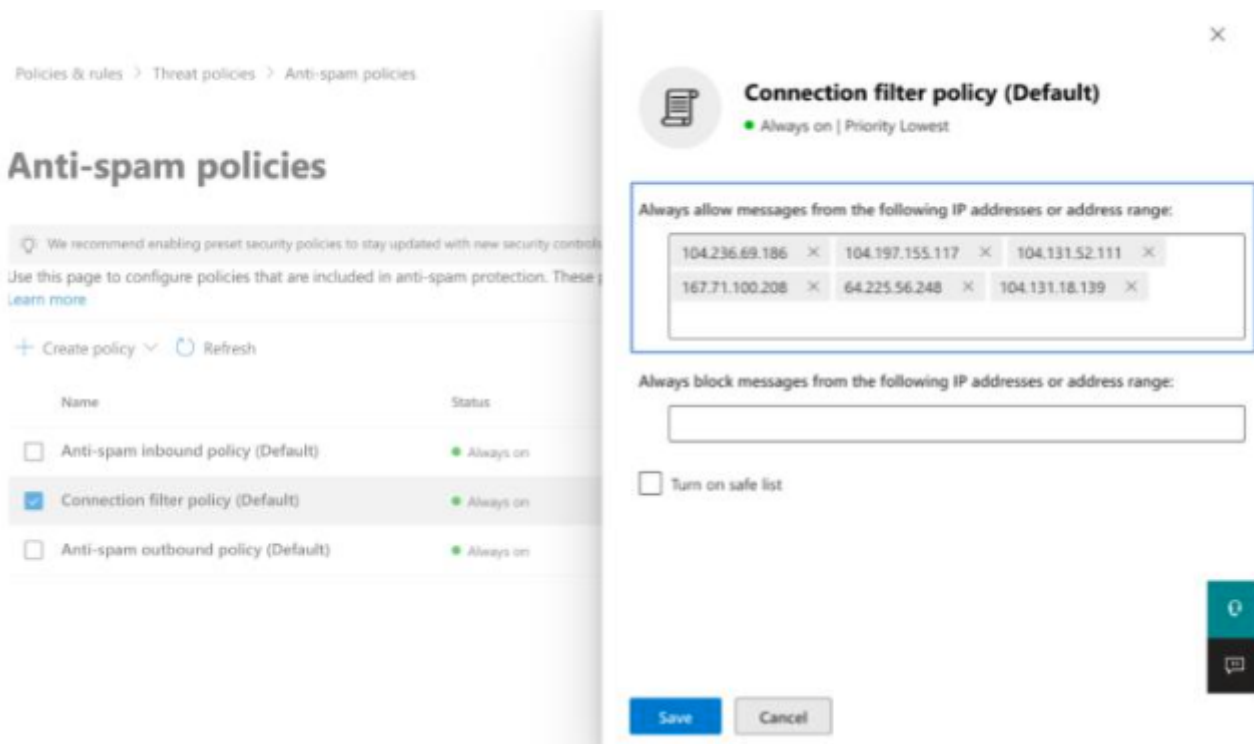 Policies & rules > Threat policies > Anti-spam policies
Anti-spam policies
We recommend enabling preset security policies to stay updated with new security controls
Use this page to configure policies that are included in anti-spam protection. These
Learn more
+ Create policy Refresh
Name Status
Anti-spam inbound policy (Default) Always on
Connection filter policy (Default) Always on
Anti-spam outbound policy (Default) Always on
Connection filter policy (Default)
Always on | Priority Lowest
Always allow messages from the following IP addresses or address range:
104.236.69.186 × 104.197.155.117 × 104.131.52.111 ×
167.71.100.208 × 64.225.56.248 × 104.131.18.139 ×
Always block messages from the following IP addresses or address range:
Turn on safe list
Save Cancel